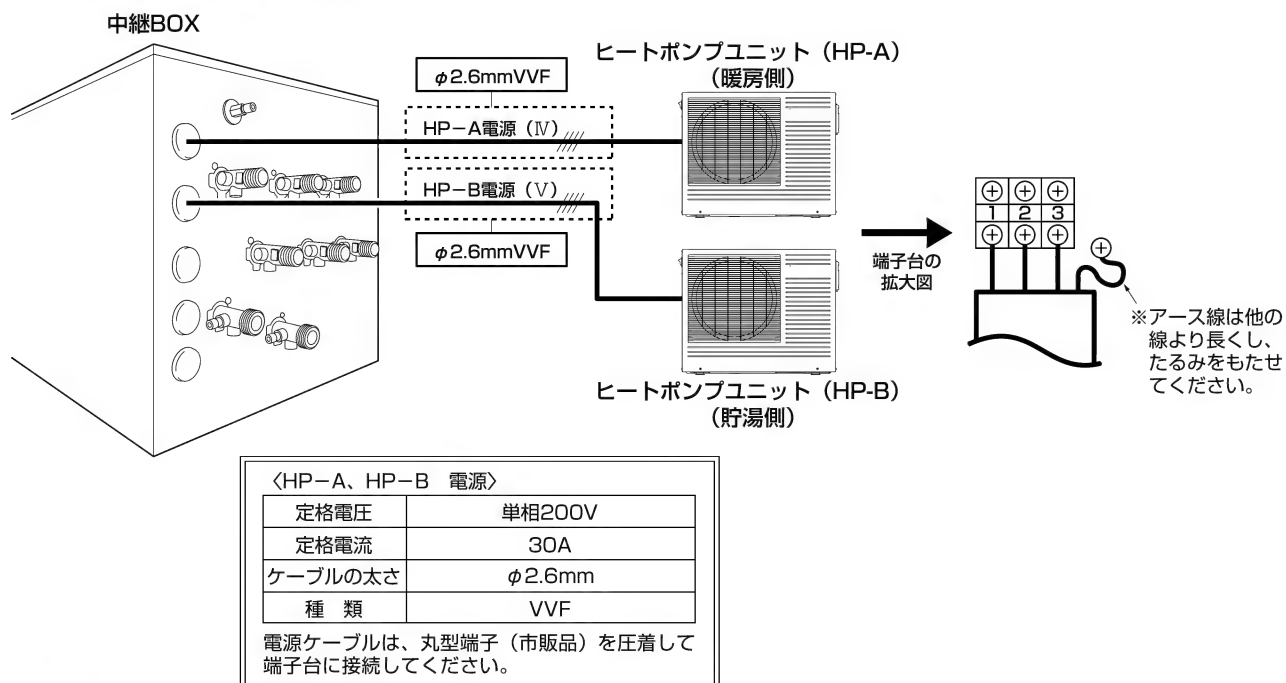 中継BOX
ヒートポンプユニット（HP-A）
（暖房側）
φ2.6mmVVF
HP－A電源（Ⅳ）
HP－B電源（Ⅴ）
φ2.6mmVVF
ヒートポンプユニット（HP-B）
（貯湯側）
端子台の
拡大図
1 2 3
※アース線は他の
線より長くし、
たるみをもたせ
てください。
〈HP－A、HP－B　電源〉
定格電圧 単相200V
定格電流 30A
ケーブルの太さ φ2.6mm
種　類 VVF
電源ケーブルは、丸型端子（市販品）を圧着して
端子台に接続してください。